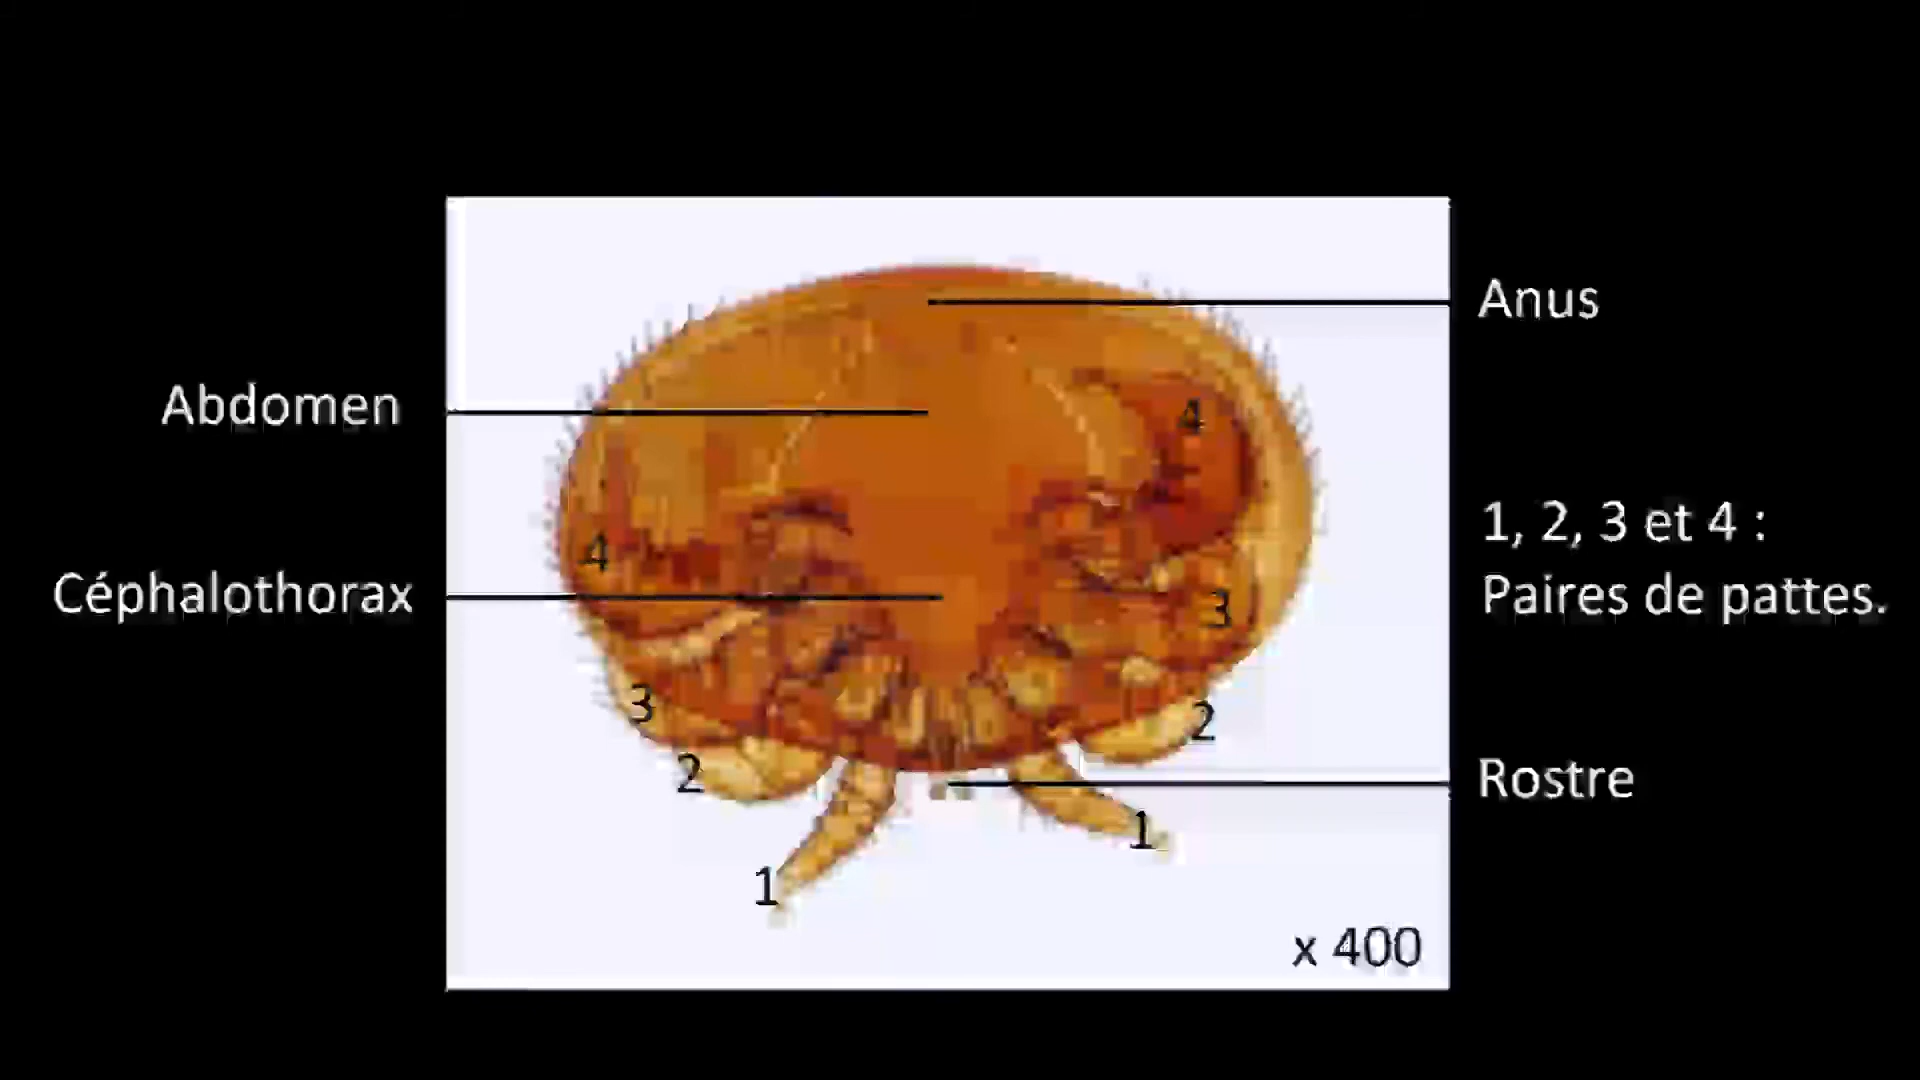 Anus
Abdomen
4
1, 2, 3 et 4 :
4
Céphalothorax
Paires de pattes.
3
3
2
2
Rostre
1
1
x 400